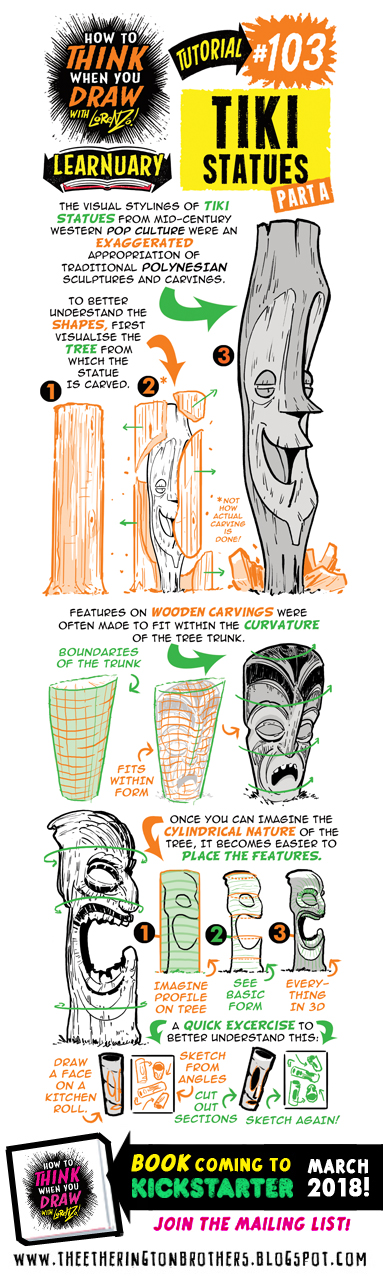 HOW TO
THINK
WHEN YOU
DRAW
WITH LORENZO!
LEARNUARY
TUTORIAL
#103
TIKI
STATUES
PART A
THE VISUAL STYLINGS OF TIKI
STATUES FROM MID-CENTURY
WESTERN POP CULTURE WERE AN
EXAGGERATED
APPROPRIATION OF
TRADITIONAL POLYNESIAN
SCULPTURES AND CARVINGS.
TO BETTER
UNDERSTAND THE
SHAPES, FIRST
VISUALISE THE
TREE FROM
WHICH THE
STATUE
IS CARVED.
1
2*
3
*NOT
HOW
ACTUAL
CARVING
IS
DONE!
FEATURES ON WOODEN CARVINGS WERE
OFTEN MADE TO FIT WITHIN THE CURVATURE
OF THE TREE TRUNK.
BOUNDARIES
OF THE TRUNK
FITS
WITHIN
FORM
ONCE YOU CAN IMAGINE THE
CYLINDRICAL NATURE OF THE
TREE, IT BECOMES EASIER TO
PLACE THE FEATURES.
1
2
3
IMAGINE
PROFILE
ON TREE
SEE
BASIC
FORM
EVERY-
THING
IN 3D
A QUICK EXCERCISE TO
BETTER UNDERSTAND THIS:
DRAW
A FACE
ON A
KITCHEN
ROLL.
SKETCH
FROM
ANGLES
CUT
OUT
SECTIONS
SKETCH AGAIN!
HOW TO
THINK
WHEN YOU
DRAW
WITH LORENZO!
BOOK COMING TO
KICKSTARTER
MARCH
2018!
JOIN THE MAILING LIST!
WWW.THEETHERINGTONBROTHERS.BLOGSPOT.COM